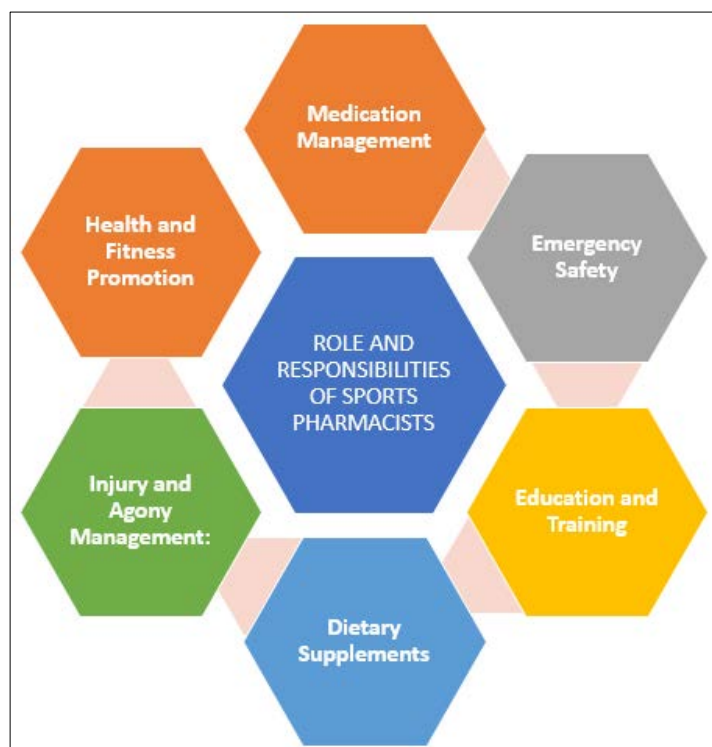 Medication
Management
Health and
Fitness
Promotion
Emergency
Safety
ROLE AND
RESPONSIBILITIES
OF SPORTS
PHARMACISTS
Injury and
Agony
Management:
Education and
Training
Dietary
Supplements